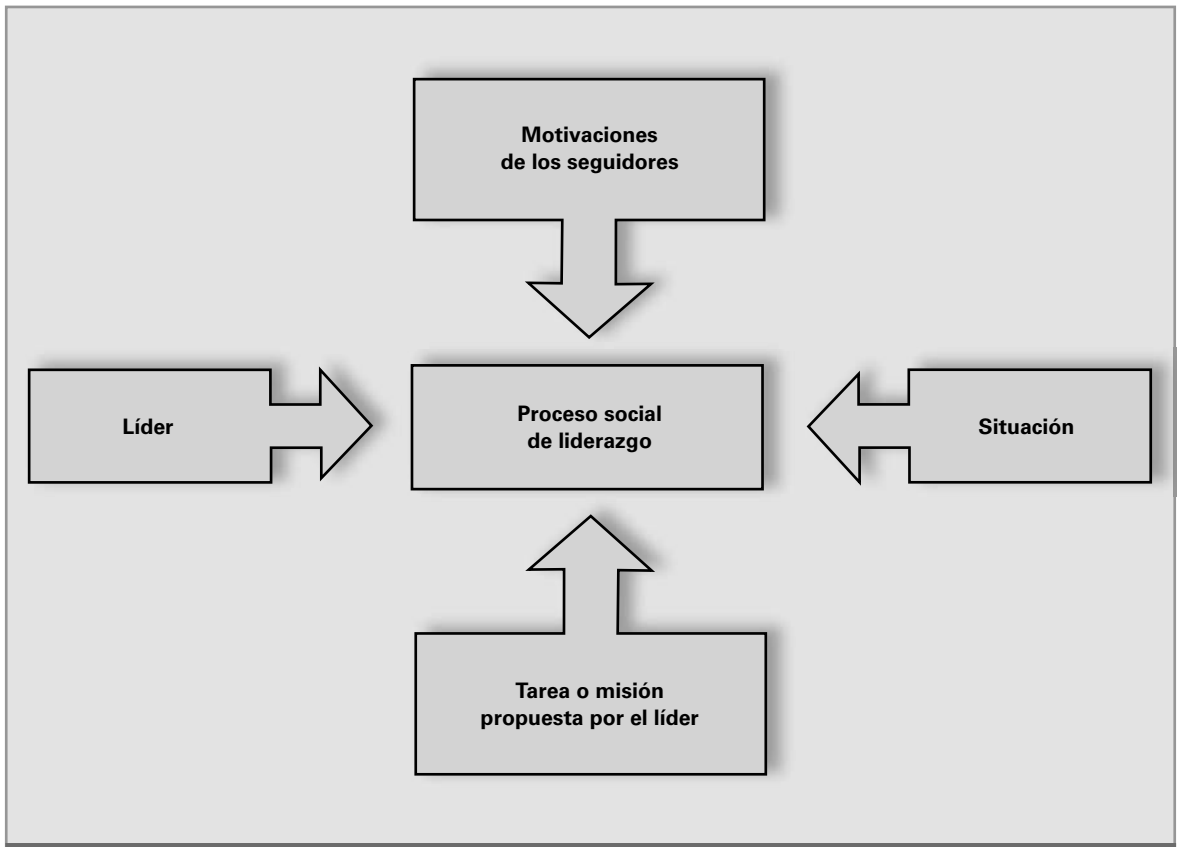 Motivaciones
de los seguidores
Líder
Proceso social
de liderazgo
Situación
Tarea o misión
propuesta por el líder